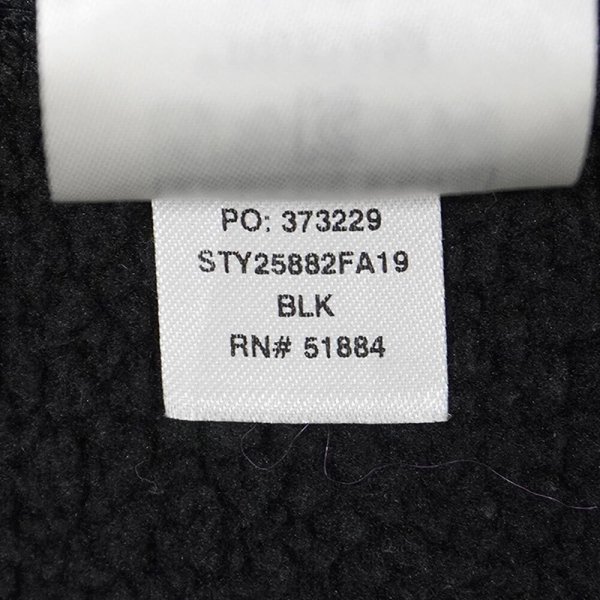 PO: 373229
STY25882FA19
BLK
RN# 51884